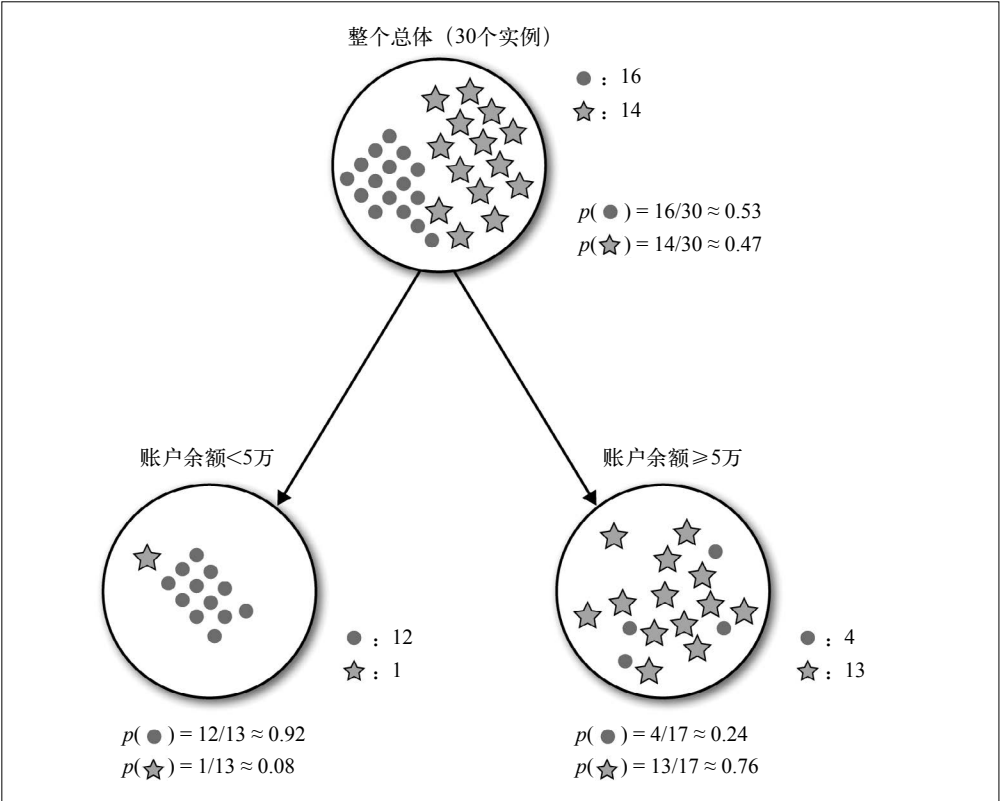 整个总体（30个实例）
：16
：14
p( ) = 16/30 ≈ 0.53
p( ) = 14/30 ≈ 0.47
账户余额<5万
账户余额≥5万
：12
：1
：4
：13
p( ) = 12/13 ≈ 0.92
p( ) = 1/13 ≈ 0.08
p( ) = 4/17 ≈ 0.24
p( ) = 13/17 ≈ 0.76